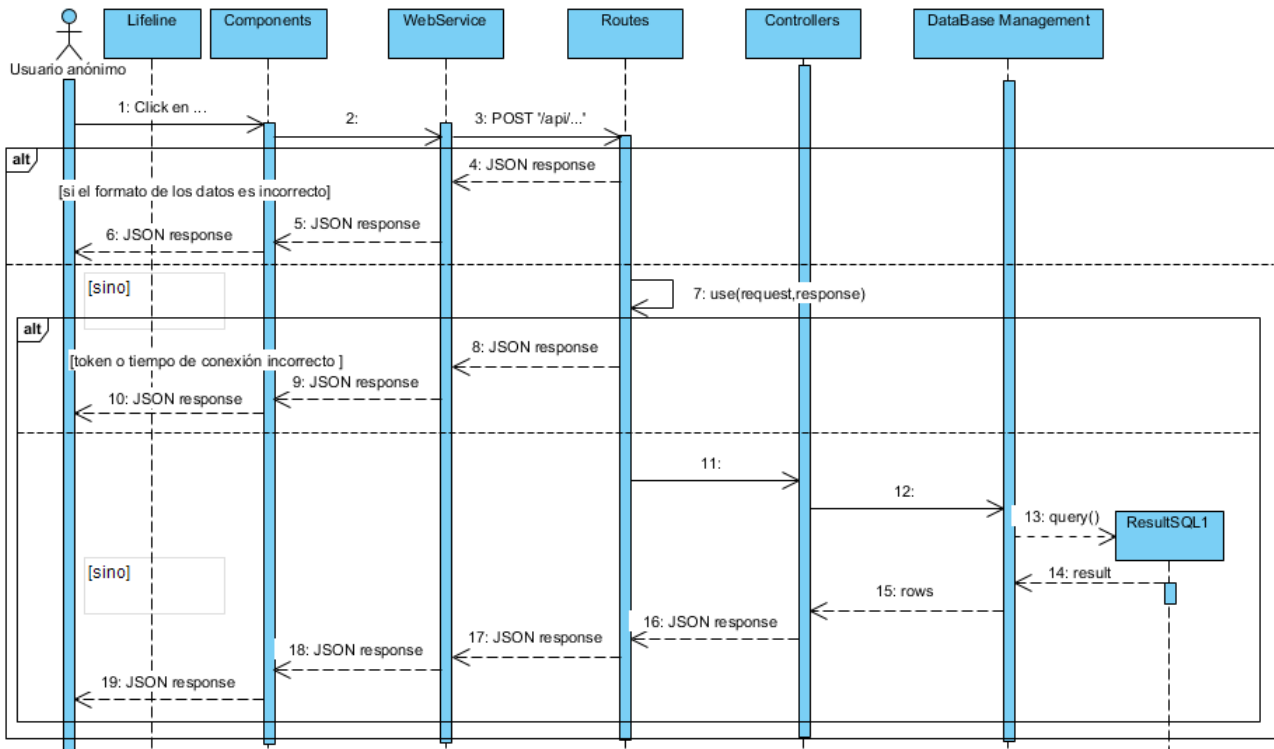 Lifeline
Components
WebService
Routes
Controllers
DataBase Management
Usuario anónimo
1: Click en ...
2:
3: POST '/api/...'
alt
4: JSON response
[si el formato de los datos es incorrecto]
5: JSON response
6: JSON response
[sino]
7: use(request,response)
alt
8: JSON response
[token o tiempo de conexión incorrecto ]
9: JSON response
10: JSON response
11:
12:
13: query()
ResultSQL1
[sino]
14: result
15: rows
16: JSON response
17: JSON response
18: JSON response
19: JSON response